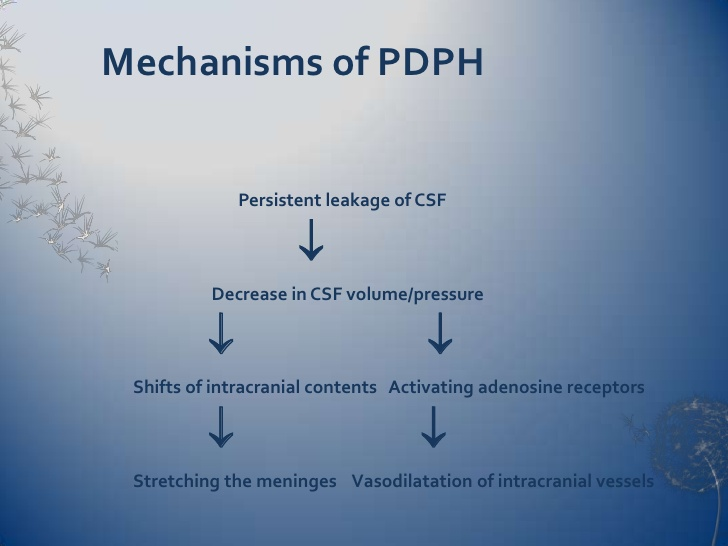 Mechanisms of PDPH
Persistent leakage of CSF
↓
Decrease in CSF volume/pressure
↓ ↓
Shifts of intracranial contents Activating adenosine receptors
↓ ↓
Stretching the meninges Vasodilatation of intracranial vessels